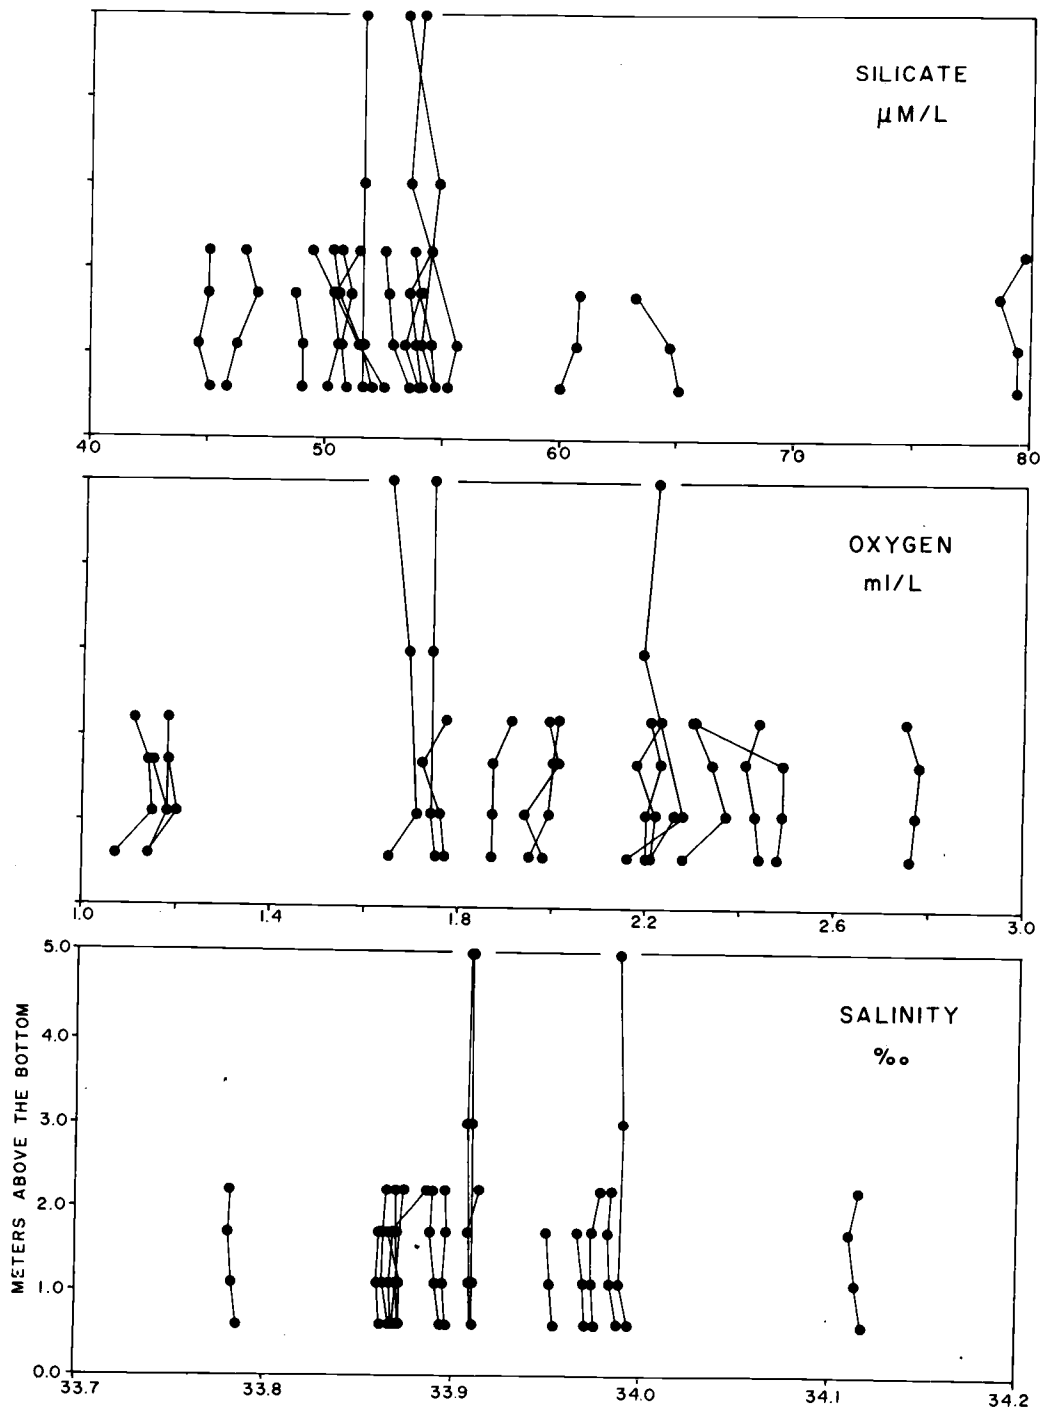 SILICATE
μM/L
40 50 60 70 80
OXYGEN
ml/L
1.0 1.4 1.8 2.2 2.6 3.0
SALINITY
‰
METERS ABOVE THE BOTTOM
5.0
4.0
3.0
2.0
1.0
0.0
33.7 33.8 33.9 34.0 34.1 34.2